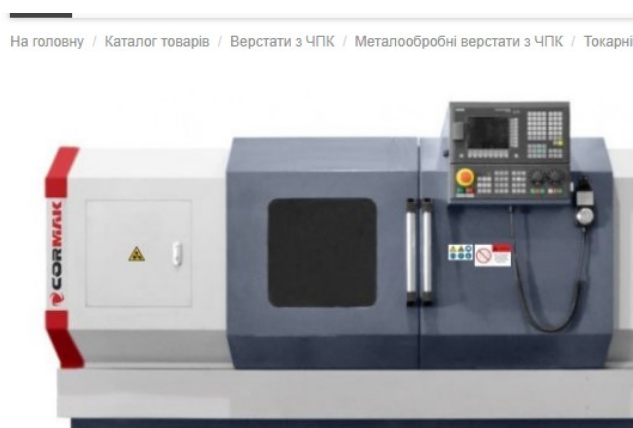 На головну / Каталог товарів / Верстати з ЧПК / Металообробні верстати з ЧПК / Токарні
CORMAK